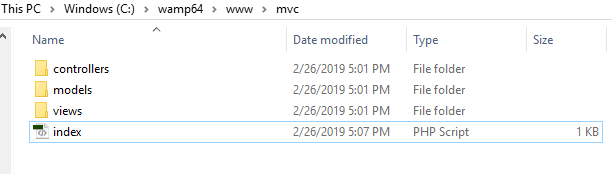 This PC > Windows (C:) > wamp64 > www > mvc
Name Date modified Type Size
controllers 2/26/2019 5:01 PM File folder
models 2/26/2019 5:01 PM File folder
views 2/26/2019 5:01 PM File folder
index 2/26/2019 5:07 PM PHP Script 1 KB